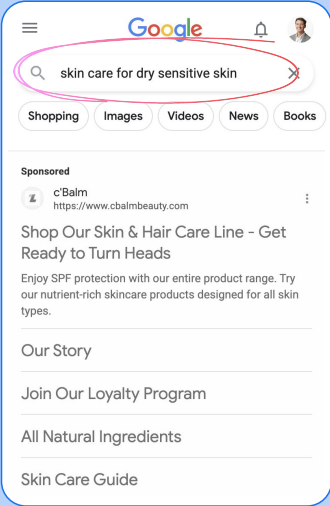 Google
skin care for dry sensitive skin
Shopping Images Videos News Books
Sponsored
c'Balm
https://www.cbalmbeauty.com
Shop Our Skin & Hair Care Line - Get
Ready to Turn Heads
Enjoy SPF protection with our entire product range. Try
our nutrient-rich skincare products designed for all skin
types.
Our Story
Join Our Loyalty Program
All Natural Ingredients
Skin Care Guide